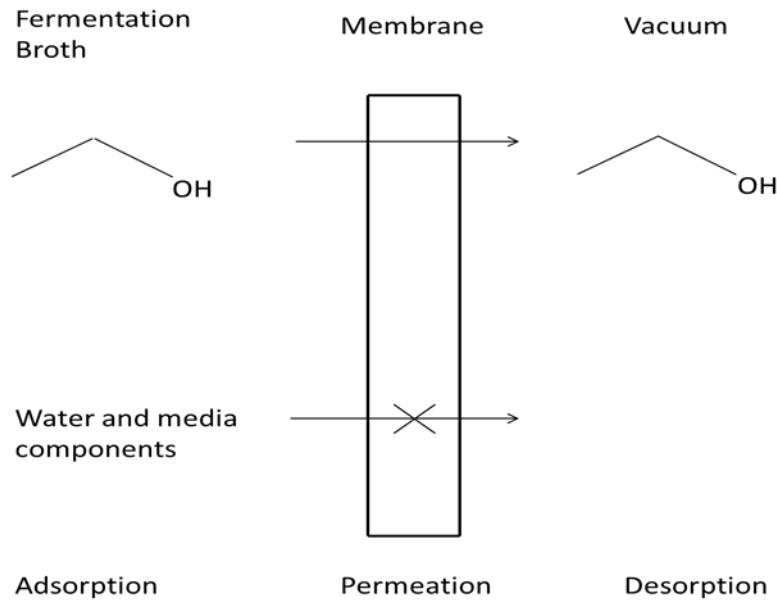 Fermentation
Broth
Membrane
Vacuum
OH
OH
Water and media
components
Adsorption
Permeation
Desorption